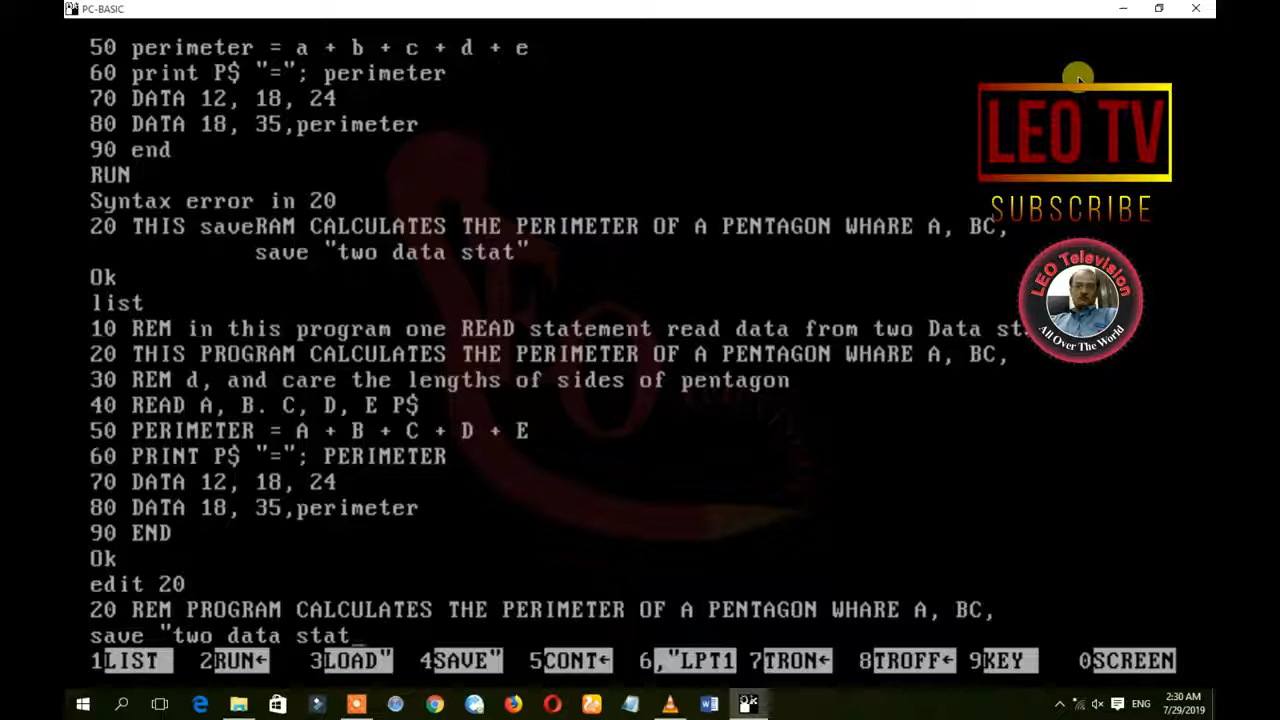 PC-BASIC
50 perimeter = a + b + c + d + e
60 print P$ "="; perimeter
70 DATA 12, 18, 24
80 DATA 18, 35,perimeter
90 end
RUN
Syntax error in 20
20 THIS saveRAM CALCULATES THE PERIMETER OF A PENTAGON WHARE A, BC,
save "two data stat"
Ok
list
10 REM in this program one READ statement read data from two Data st
20 THIS PROGRAM CALCULATES THE PERIMETER OF A PENTAGON WHARE A, BC,
30 REM d, and care the lengths of sides of pentagon
40 READ A, B. C, D, E P$
50 PERIMETER = A + B + C + D + E
60 PRINT P$ "="; PERIMETER
70 DATA 12, 18, 24
80 DATA 18, 35,perimeter
90 END
Ok
edit 20
20 REM PROGRAM CALCULATES THE PERIMETER OF A PENTAGON WHARE A, BC,
save "two data stat_
1LIST 2RUN← 3LOAD" 4SAVE" 5CONT← 6,"LPT1 7TRON← 8TROFF← 9KEY 0SCREEN
LEO TV
SUBSCRIBE
LEO Television
All Over The World
ENG
2:30 AM
7/29/2019